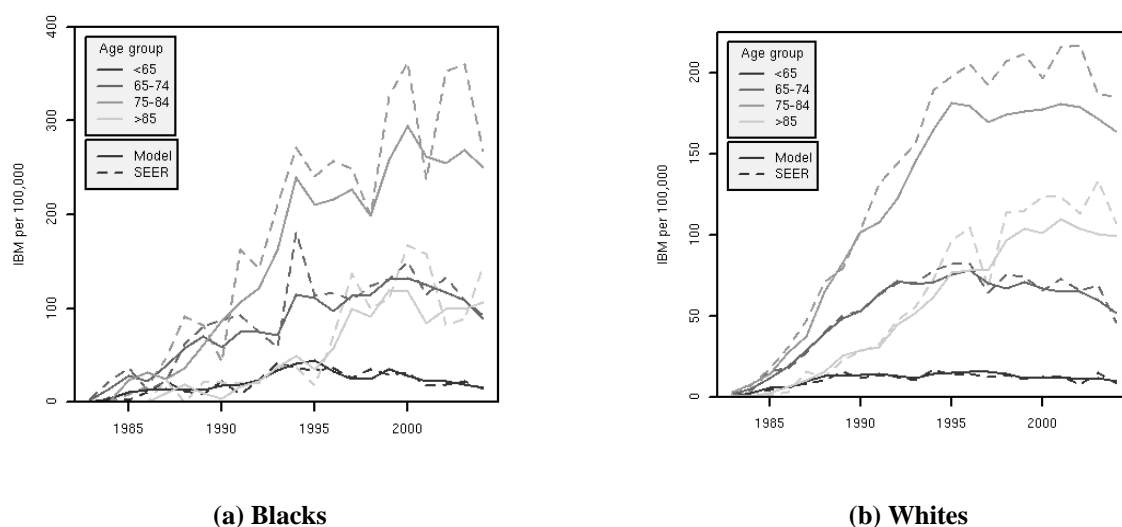 400
300
200
100
0
IBM per 100,000
Age group
<65
65-74
75-84
>85
Model
SEER
1985 1990 1995 2000
(a) Blacks
200
150
100
50
0
IBM per 100,000
Age group
<65
65-74
75-84
>85
Model
SEER
1985 1990 1995 2000
(b) Whites